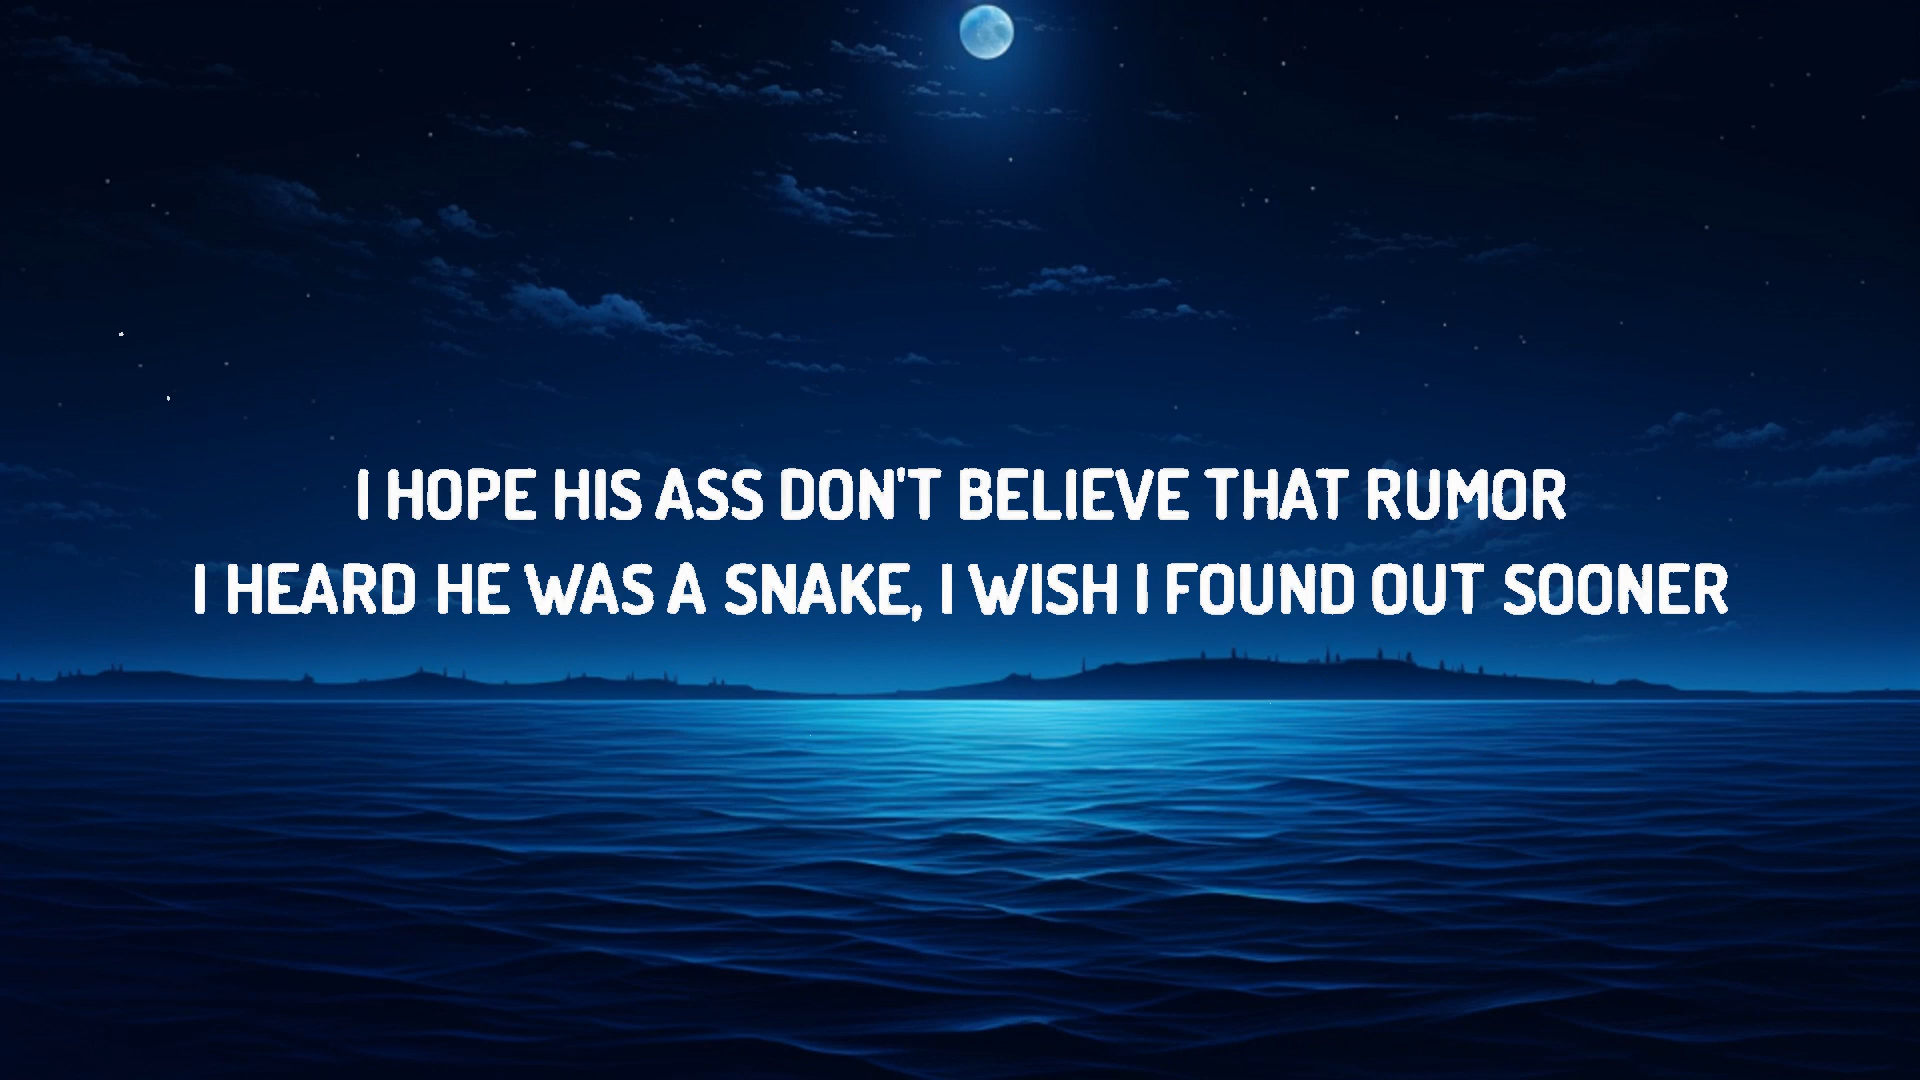 I HOPE HIS ASS DON'T BELIEVE THAT RUMOR
I HEARD HE WAS A SNAKE, I WISH I FOUND OUT SOONER